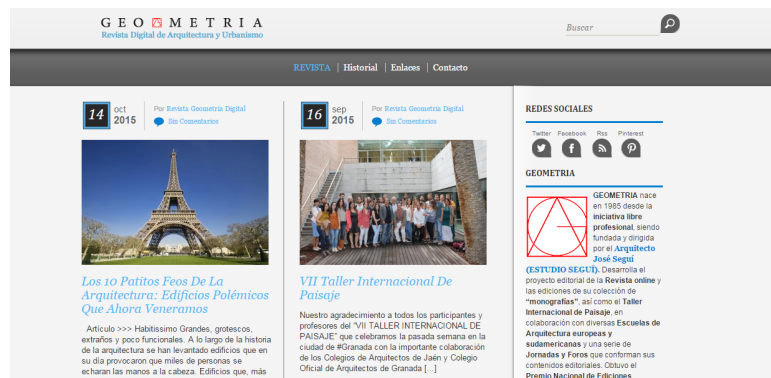 GEOMETRIA
Revista Digital de Arquitectura y Urbanismo
Buscar
REVISTA | Historial | Enlaces | Contacto
14 oct 2015
Por Revista Geometria Digital
Sin Comentarios
Los 10 Patitos Feos De La
Arquitectura: Edificios Polémicos
Que Ahora Veneramos
Artículo >>> Habitissimo Grandes, grotescos,
extraños y poco funcionales. A lo largo de la historia
de la arquitectura se han levantado edificios que en
su día provocaron que miles de personas se
echaran las manos a la cabeza. Edificios que, más
16 sep 2015
Por Revista Geometria Digital
Sin Comentarios
VII Taller Internacional De
Paisaje
Nuestro agradecimiento a todos los participantes y
profesores del "VII TALLER INTERNACIONAL DE
PAISAJE" que celebramos la pasada semana en la
ciudad de #Granada con la importante colaboración
de los Colegios de Arquitectos de Jaén y Colegio
Oficial de Arquitectos de Granada [...]
REDES SOCIALES
Twitter Facebook Rss Pinterest
GEOMETRIA
GEOMETRIA nace
en 1985 desde la
iniciativa libre
profesional, siendo
fundada y dirigida
por el Arquitecto
José Seguí
(ESTUDIO SEGUÍ). Desarrolla el
proyecto editorial de la Revista online y
las ediciones de su colección de
"monografías", así como el Taller
Internacional de Paisaje, en
colaboración con diversas Escuelas de
Arquitectura europeas y
sudamericanas y una serie de
Jornadas y Foros que conforman sus
contenidos editoriales. Obtuvo el
Premio Nacional de Ediciones